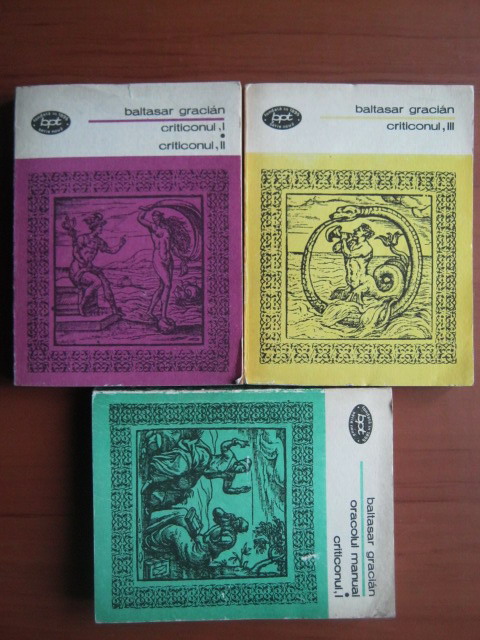 baltasar gracián
criticonul, I
criticonul, II
bpt
baltasar gracián
criticonul, III
bpt
baltasar gracián
oracolul manual
criticonul, I
bpt